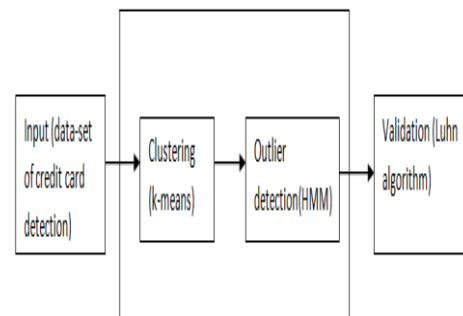 Input (data-set
of credit card
detection)
Clustering
(k-means)
Outlier
detection(HMM)
Validation (Luhn
algorithm)